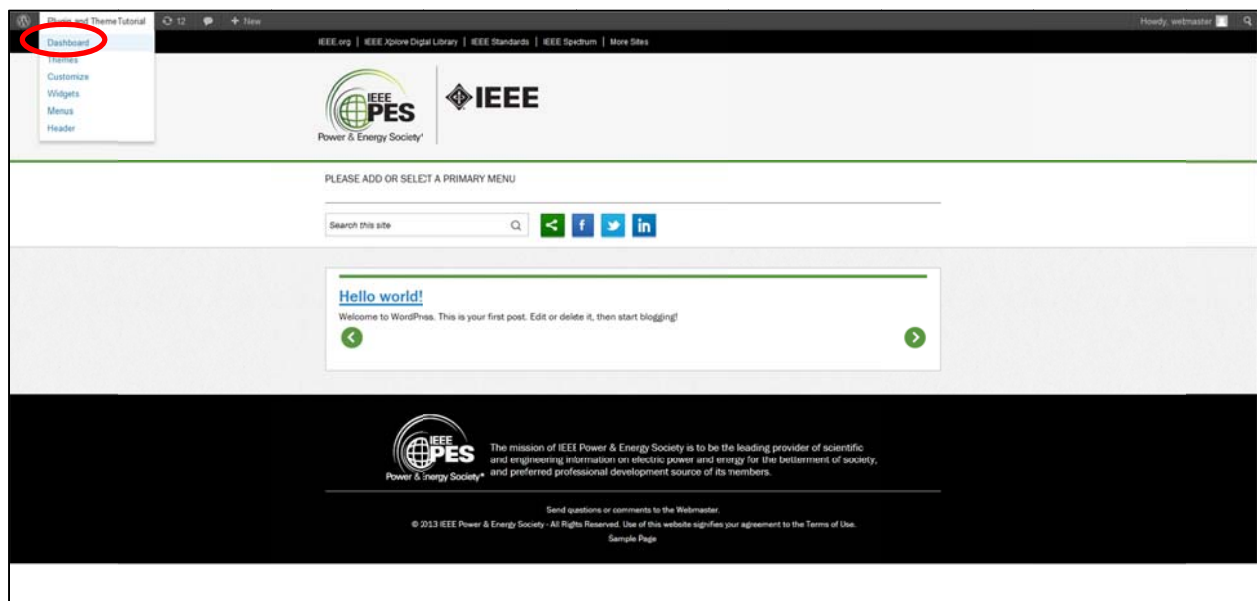 Plugin and Theme Tutorial 12 + New Howdy, webmaster
Dashboard
Themes
Customize
Widgets
Menus
Header
IEEE.org | IEEE Xplore Digital Library | IEEE Standards | IEEE Spectrum | More Sites
IEEE
PES
Power & Energy Society®
IEEE
PLEASE ADD OR SELECT A PRIMARY MENU
Search this site
f
in
Hello world!
Welcome to WordPress. This is your first post. Edit or delete it, then start blogging!
IEEE
PES
Power & Energy Society®
The mission of IEEE Power & Energy Society is to be the leading provider of scientific
and engineering information on electric power and energy for the betterment of society,
and preferred professional development source of its members.
Send questions or comments to the Webmaster.
© 2013 IEEE Power & Energy Society - All Rights Reserved. Use of this website signifies your agreement to the Terms of Use.
Sample Page